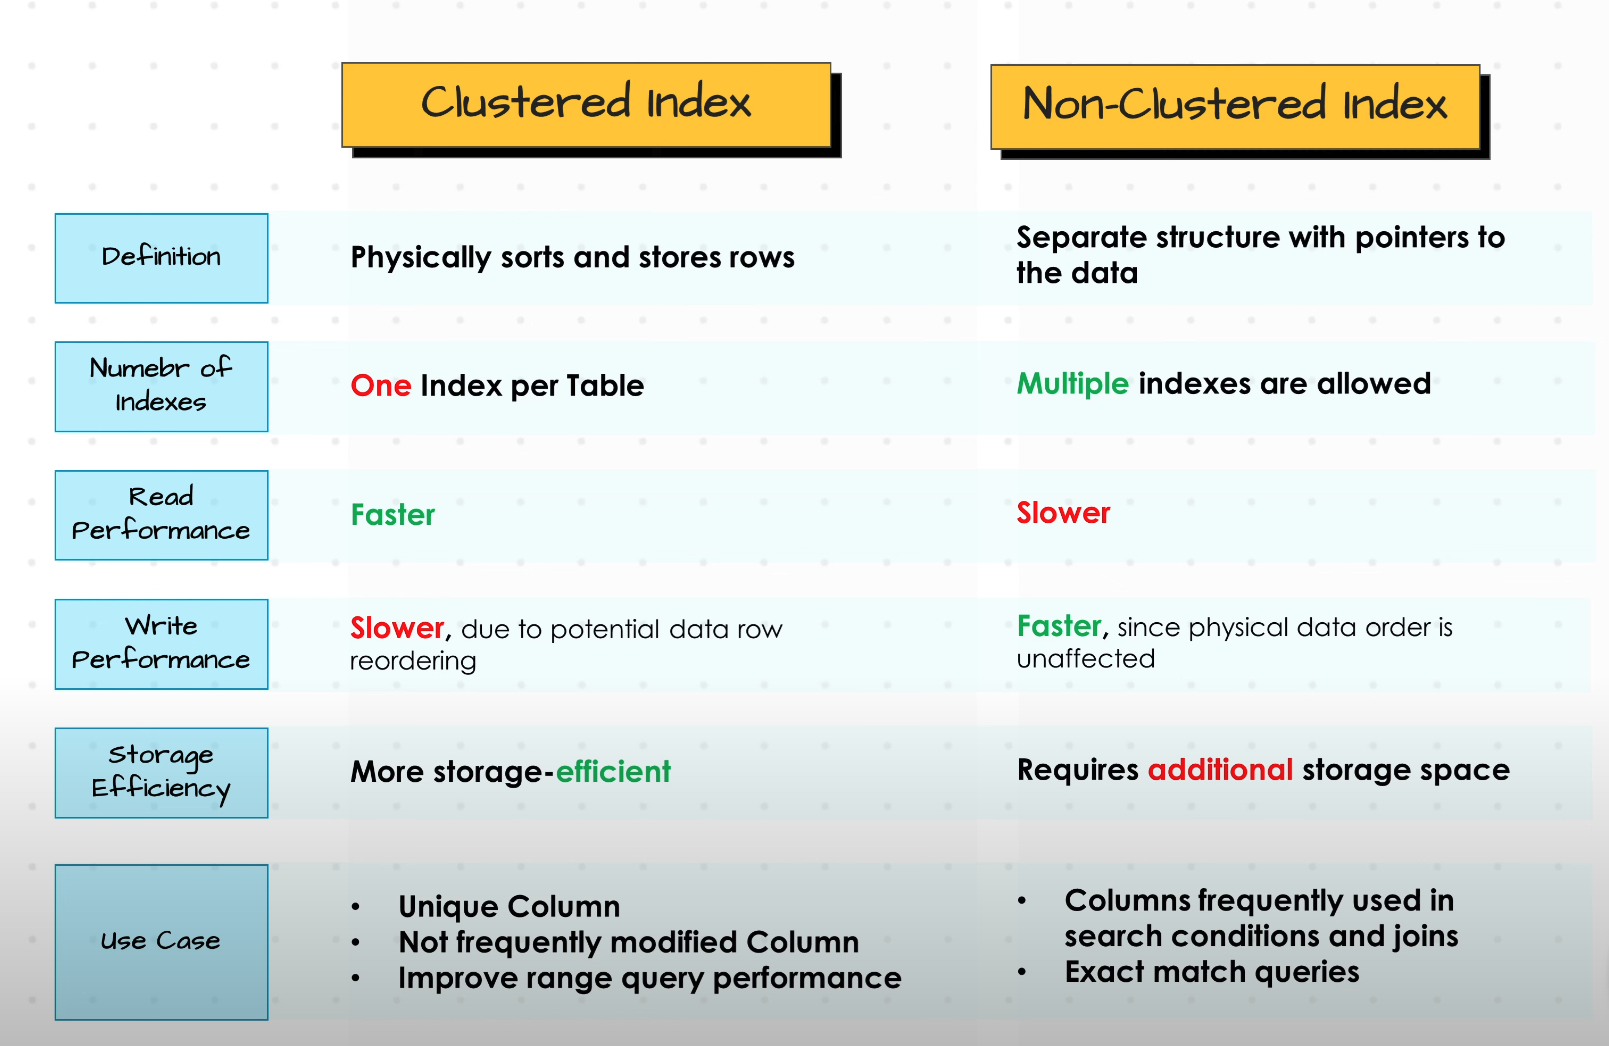 Clustered Index
Non-Clustered Index
Definition
Physically sorts and stores rows
Separate structure with pointers to
the data
Numebr of
Indexes
One Index per Table
Multiple indexes are allowed
Read
Performance
Faster
Slower
Write
Performance
Slower, due to potential data row
reordering
Faster, since physical data order is
unaffected
Storage
Efficiency
More storage-efficient
Requires additional storage space
Use Case
• Unique Column
• Not frequently modified Column
• Improve range query performance
• Columns frequently used in
search conditions and joins
• Exact match queries